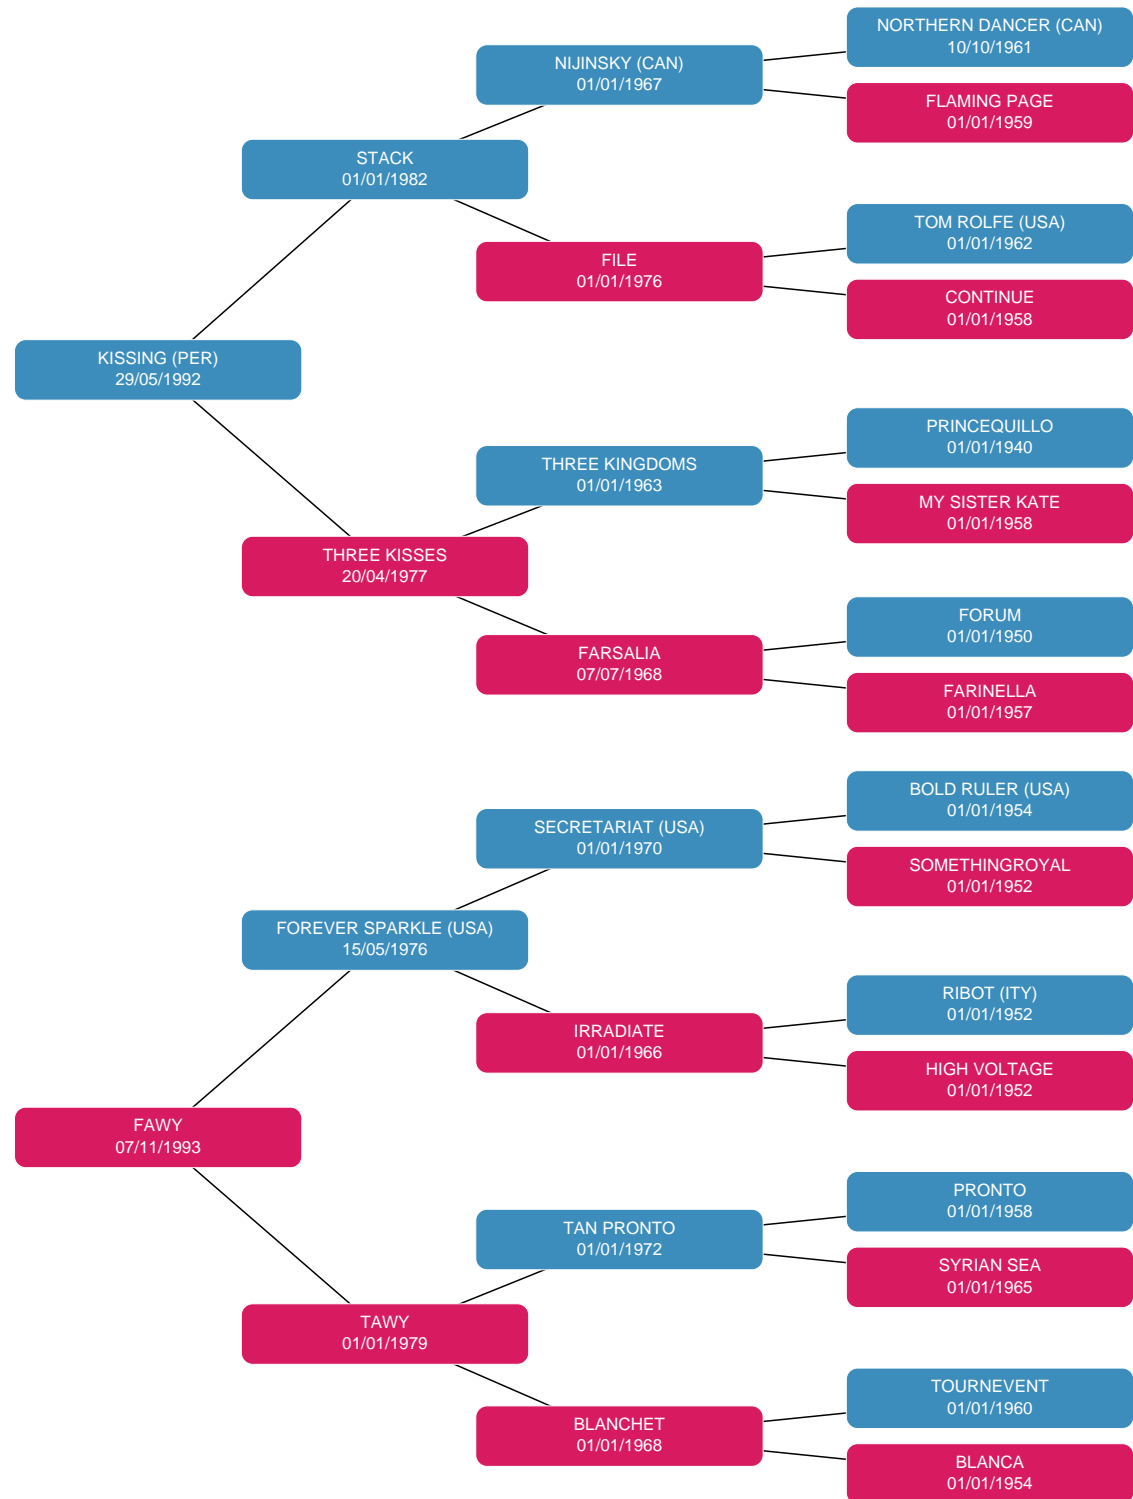 NORTHERN DANCER (CAN)
10/10/1961
NIJINSKY (CAN)
01/01/1967
FLAMING PAGE
01/01/1959
STACK
01/01/1982
TOM ROLFE (USA)
01/01/1962
FILE
01/01/1976
CONTINUE
01/01/1958
KISSING (PER)
29/05/1992
PRINCEQUILLO
01/01/1940
THREE KINGDOMS
01/01/1963
MY SISTER KATE
01/01/1958
THREE KISSES
20/04/1977
FORUM
01/01/1950
FARSALIA
07/07/1968
FARINELLA
01/01/1957
BOLD RULER (USA)
01/01/1954
SECRETARIAT (USA)
01/01/1970
SOMETHINGROYAL
01/01/1952
FOREVER SPARKLE (USA)
15/05/1976
RIBOT (ITY)
01/01/1952
IRRADIATE
01/01/1966
HIGH VOLTAGE
01/01/1952
FAWY
07/11/1993
PRONTO
01/01/1958
TAN PRONTO
01/01/1972
SYRIAN SEA
01/01/1965
TAWY
01/01/1979
TOURNEVENT
01/01/1960
BLANCHET
01/01/1968
BLANCA
01/01/1954